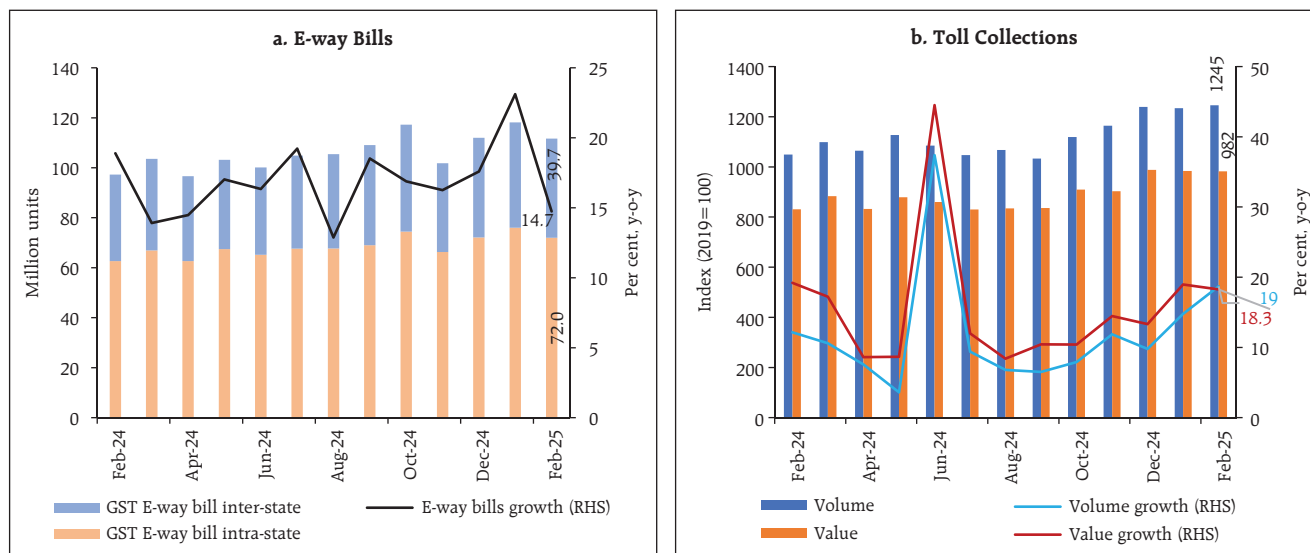 a. E-way Bills
140
120
100
80
60
40
20
0
Million units
25
20
15
10
5
0
Per cent, y-o-y
39.7
14.7
72.0
Feb-24
Apr-24
Jun-24
Aug-24
Oct-24
Dec-24
Feb-25
GST E-way bill inter-state
E-way bills growth (RHS)
GST E-way bill intra-state
b. Toll Collections
1400
1200
1000
800
600
400
200
0
Index (2019=100)
50
40
30
20
10
0
Per cent, y-o-y
1245
982
19
18.3
Feb-24
Apr-24
Jun-24
Aug-24
Oct-24
Dec-24
Feb-25
Volume
Volume growth (RHS)
Value
Value growth (RHS)